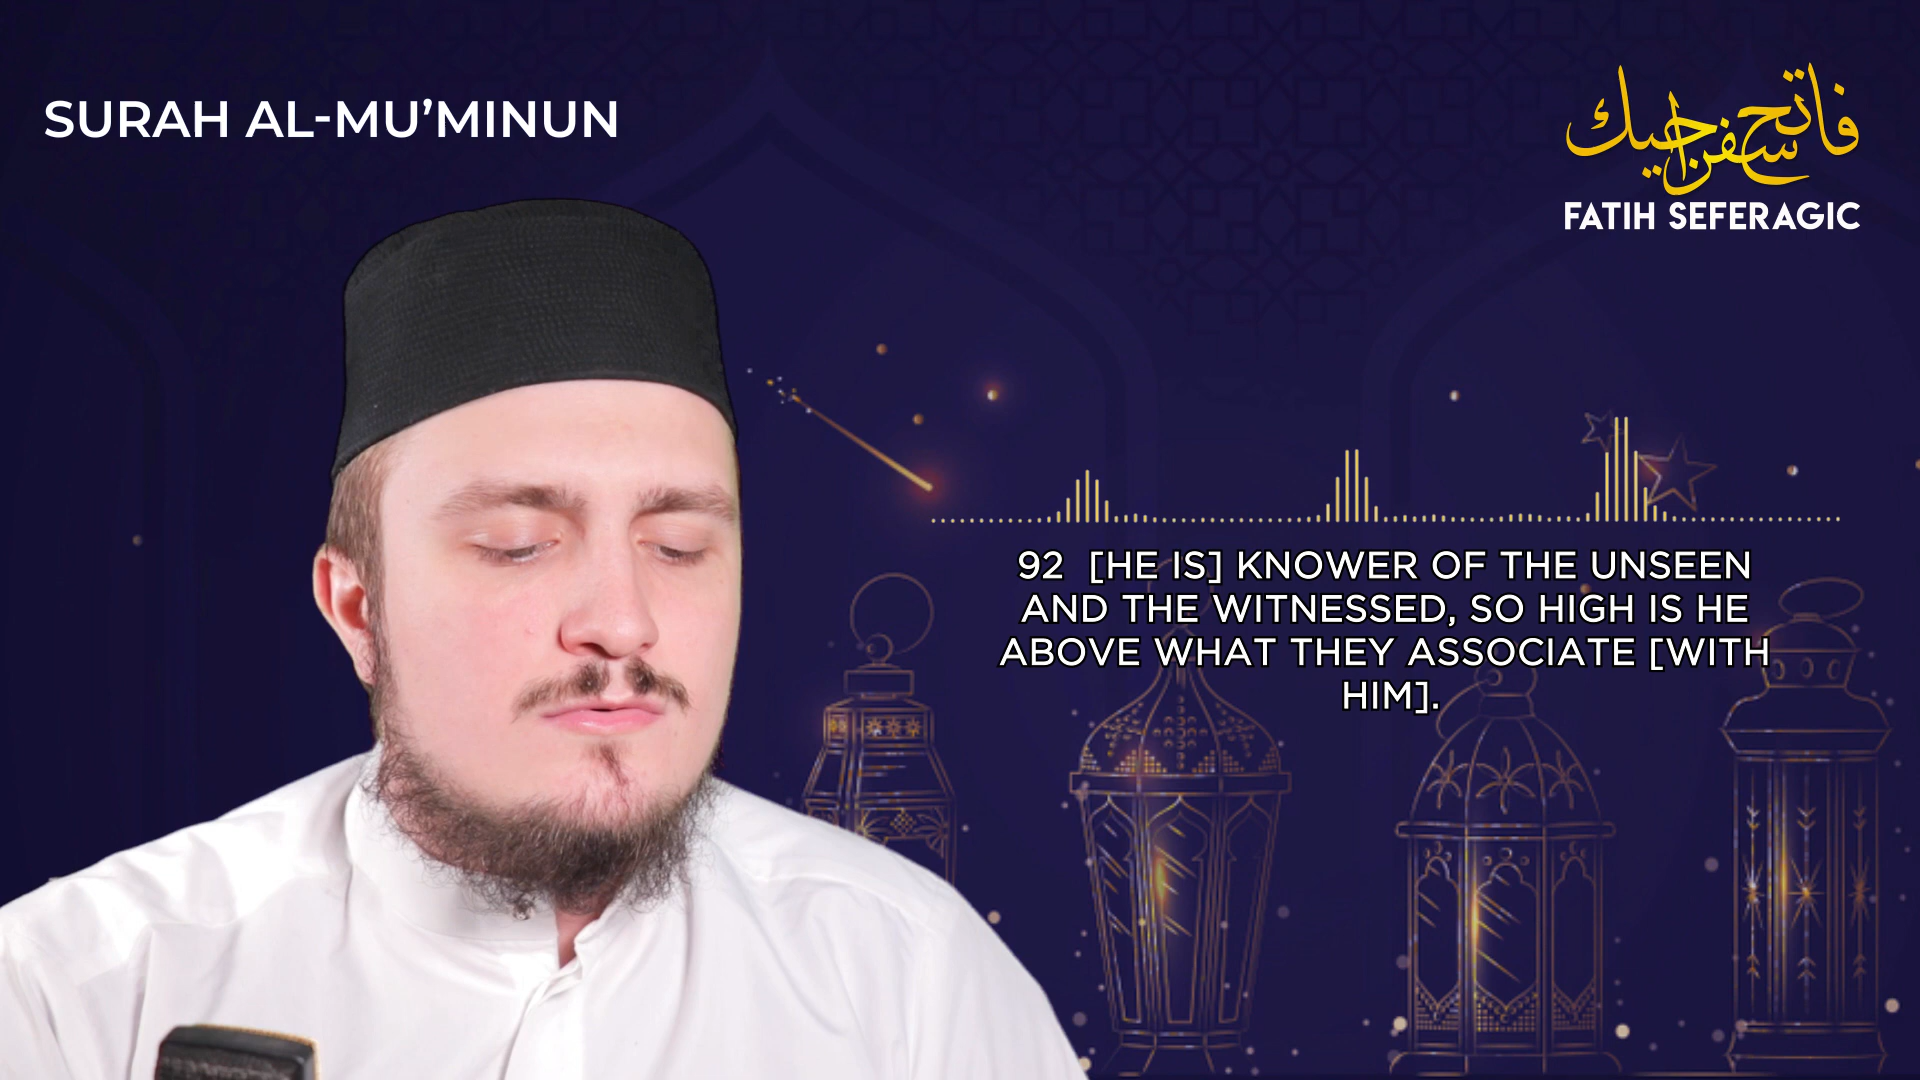 SURAH AL-MU’MINUN
فاتح سفراجيك
FATIH SEFERAGIC
92 [HE IS] KNOWER OF THE UNSEEN
AND THE WITNESSED, SO HIGH IS HE
ABOVE WHAT THEY ASSOCIATE [WITH
HIM].